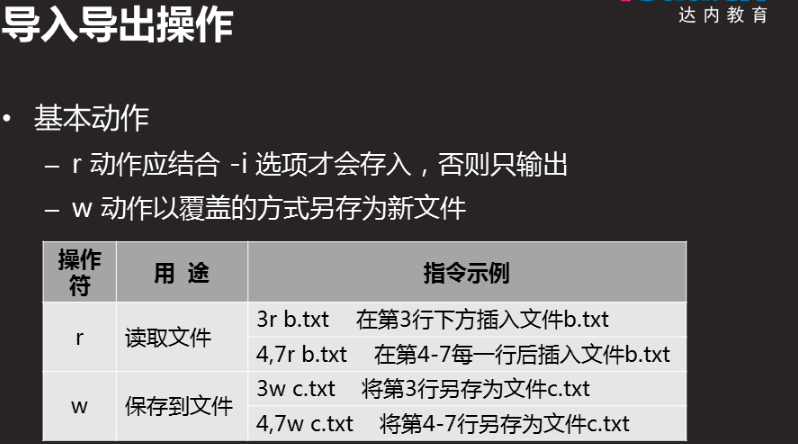 导入导出操作
达内教育
• 基本动作
– r 动作应结合 -i 选项才会存入，否则只输出
– w 动作以覆盖的方式另存为新文件
操作符 用 途 指令示例
r 读取文件 3r b.txt 在第3行下方插入文件b.txt
4,7r b.txt 在第4-7每一行后插入文件b.txt
w 保存到文件 3w c.txt 将第3行另存为文件c.txt
4,7w c.txt 将第4-7行另存为文件c.txt